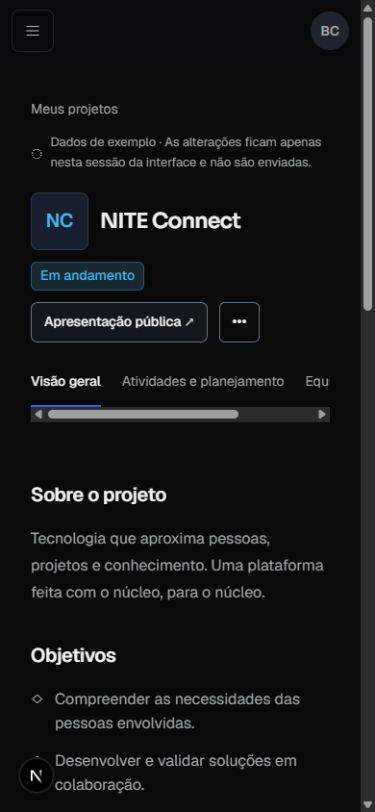 BC
Meus projetos
Dados de exemplo · As alterações ficam apenas
nesta sessão da interface e não são enviadas.
NC
NITE Connect
Em andamento
Apresentação pública ↗
•••
Visão geral
Atividades e planejamento
Equi
Sobre o projeto
Tecnologia que aproxima pessoas,
projetos e conhecimento. Uma plataforma
feita com o núcleo, para o núcleo.
Objetivos
Compreender as necessidades das
pessoas envolvidas.
Desenvolver e validar soluções em
colaboração.
N